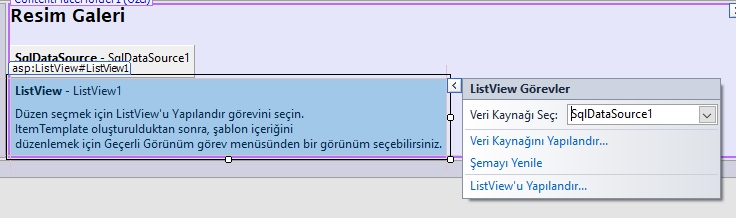 ContentPlaceHolder1 (Özel)
Resim Galeri
SqlDataSource - SqlDataSource1
asp:ListView#ListView1
ListView - ListView1
Düzen seçmek için ListView'u Yapılandır görevini seçin.
ItemTemplate oluşturulduktan sonra, şablon içeriğini
düzenlemek için Geçerli Görünüm görev menüsünden bir görünüm seçebilirsiniz.
ListView Görevler
Veri Kaynağı Seç: SqlDataSource1
Veri Kaynağını Yapılandır...
Şemayı Yenile
ListView'u Yapılandır...